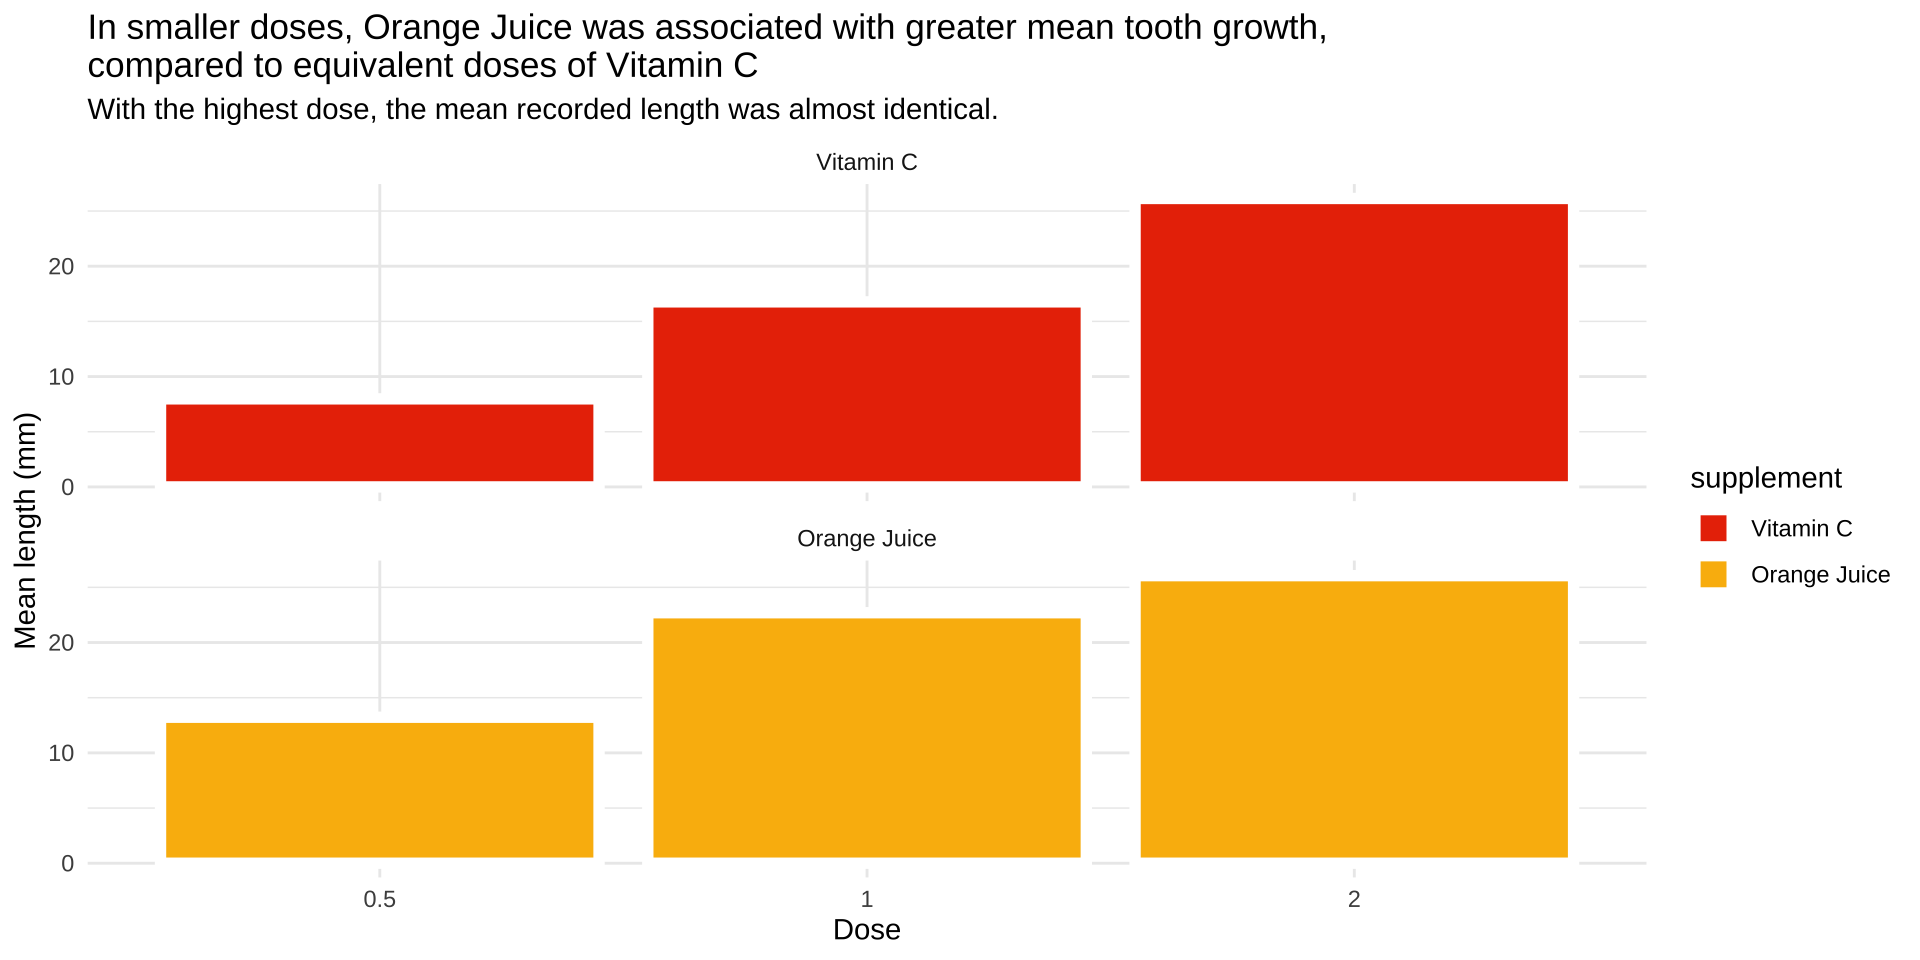 In smaller doses, Orange Juice was associated with greater mean tooth growth,
compared to equivalent doses of Vitamin C
With the highest dose, the mean recorded length was almost identical.
Vitamin C
20
10
0
Orange Juice
20
10
0
0.5 1 2
Dose
Mean length (mm)
supplement
Vitamin C
Orange Juice